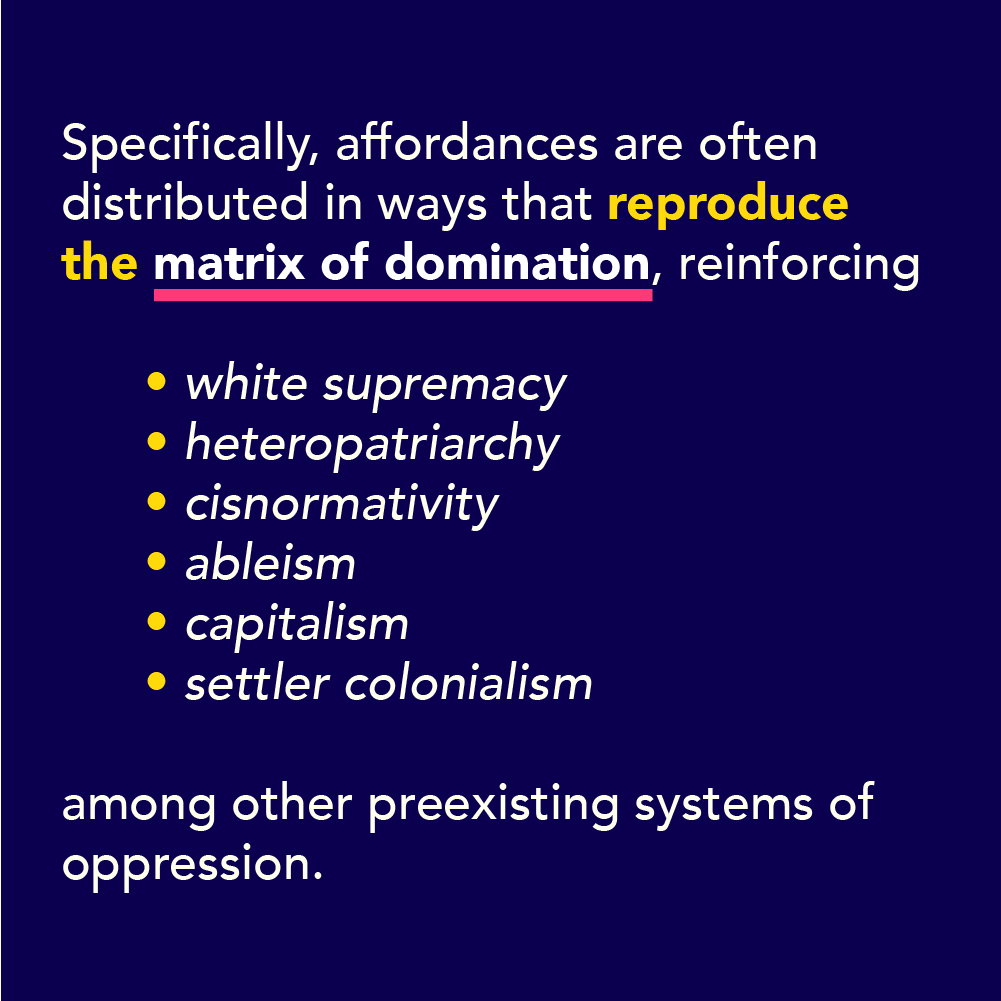 Specifically, affordances are often
distributed in ways that reproduce
the matrix of domination, reinforcing
• white supremacy
• heteropatriarchy
• cisnormativity
• ableism
• capitalism
• settler colonialism
among other preexisting systems of
oppression.